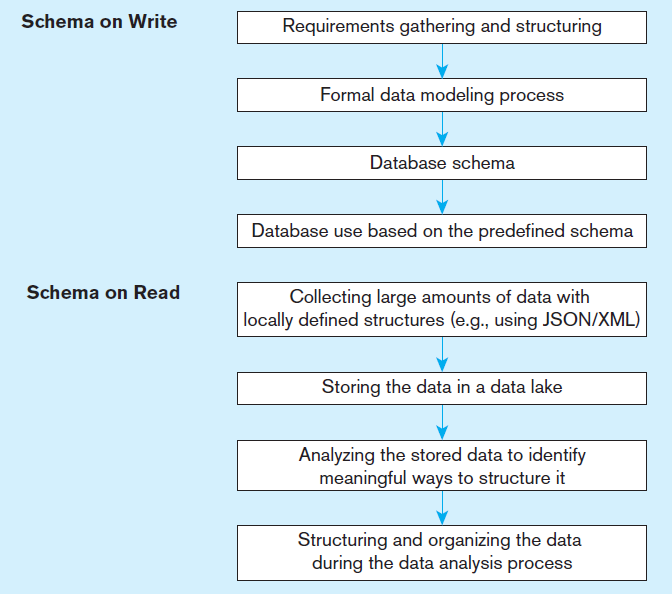 Schema on Write
Requirements gathering and structuring
Formal data modeling process
Database schema
Database use based on the predefined schema
Schema on Read
Collecting large amounts of data with
locally defined structures (e.g., using JSON/XML)
Storing the data in a data lake
Analyzing the stored data to identify
meaningful ways to structure it
Structuring and organizing the data
during the data analysis process